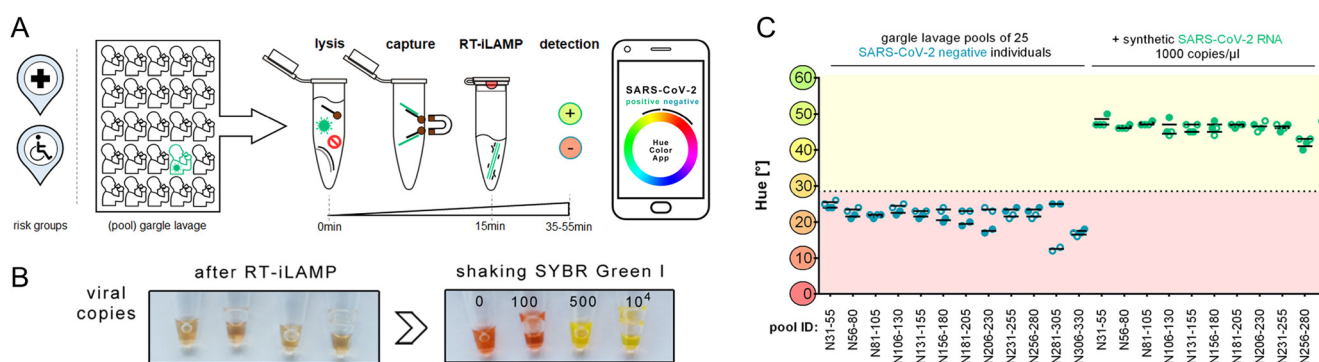 A
lysis
capture
RT-iLAMP
detection
SARS-CoV-2
positive negative
Hue
Color
App
+
-
risk groups
(pool) gargle lavage
0min
15min
35-55min
B
after RT-iLAMP
shaking SYBR Green I
viral
copies
0 100 500 10⁴
C
gargle lavage pools of 25
SARS-CoV-2 negative individuals
+ synthetic SARS-CoV-2 RNA
1000 copies/µl
Hue [°]
60
50
40
30
20
10
0
pool ID:
N31-55
N56-80
N81-105
N106-130
N131-155
N156-180
N181-205
N206-230
N231-255
N256-280
N281-305
N306-330
N31-55
N56-80
N81-105
N106-130
N131-155
N156-180
N181-205
N206-230
N231-255
N256-280